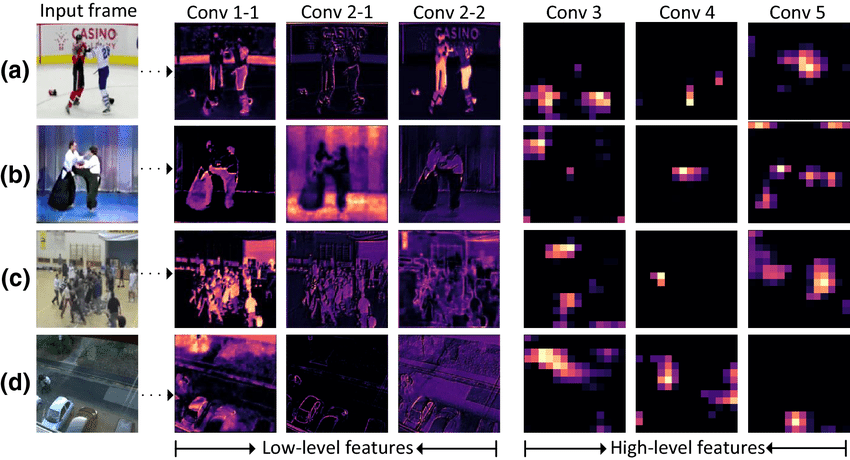 Input frame Conv 1-1 Conv 2-1 Conv 2-2 Conv 3 Conv 4 Conv 5
(a)
CASINO
CASINO
(b)
(c)
(d)
Low-level features High-level features